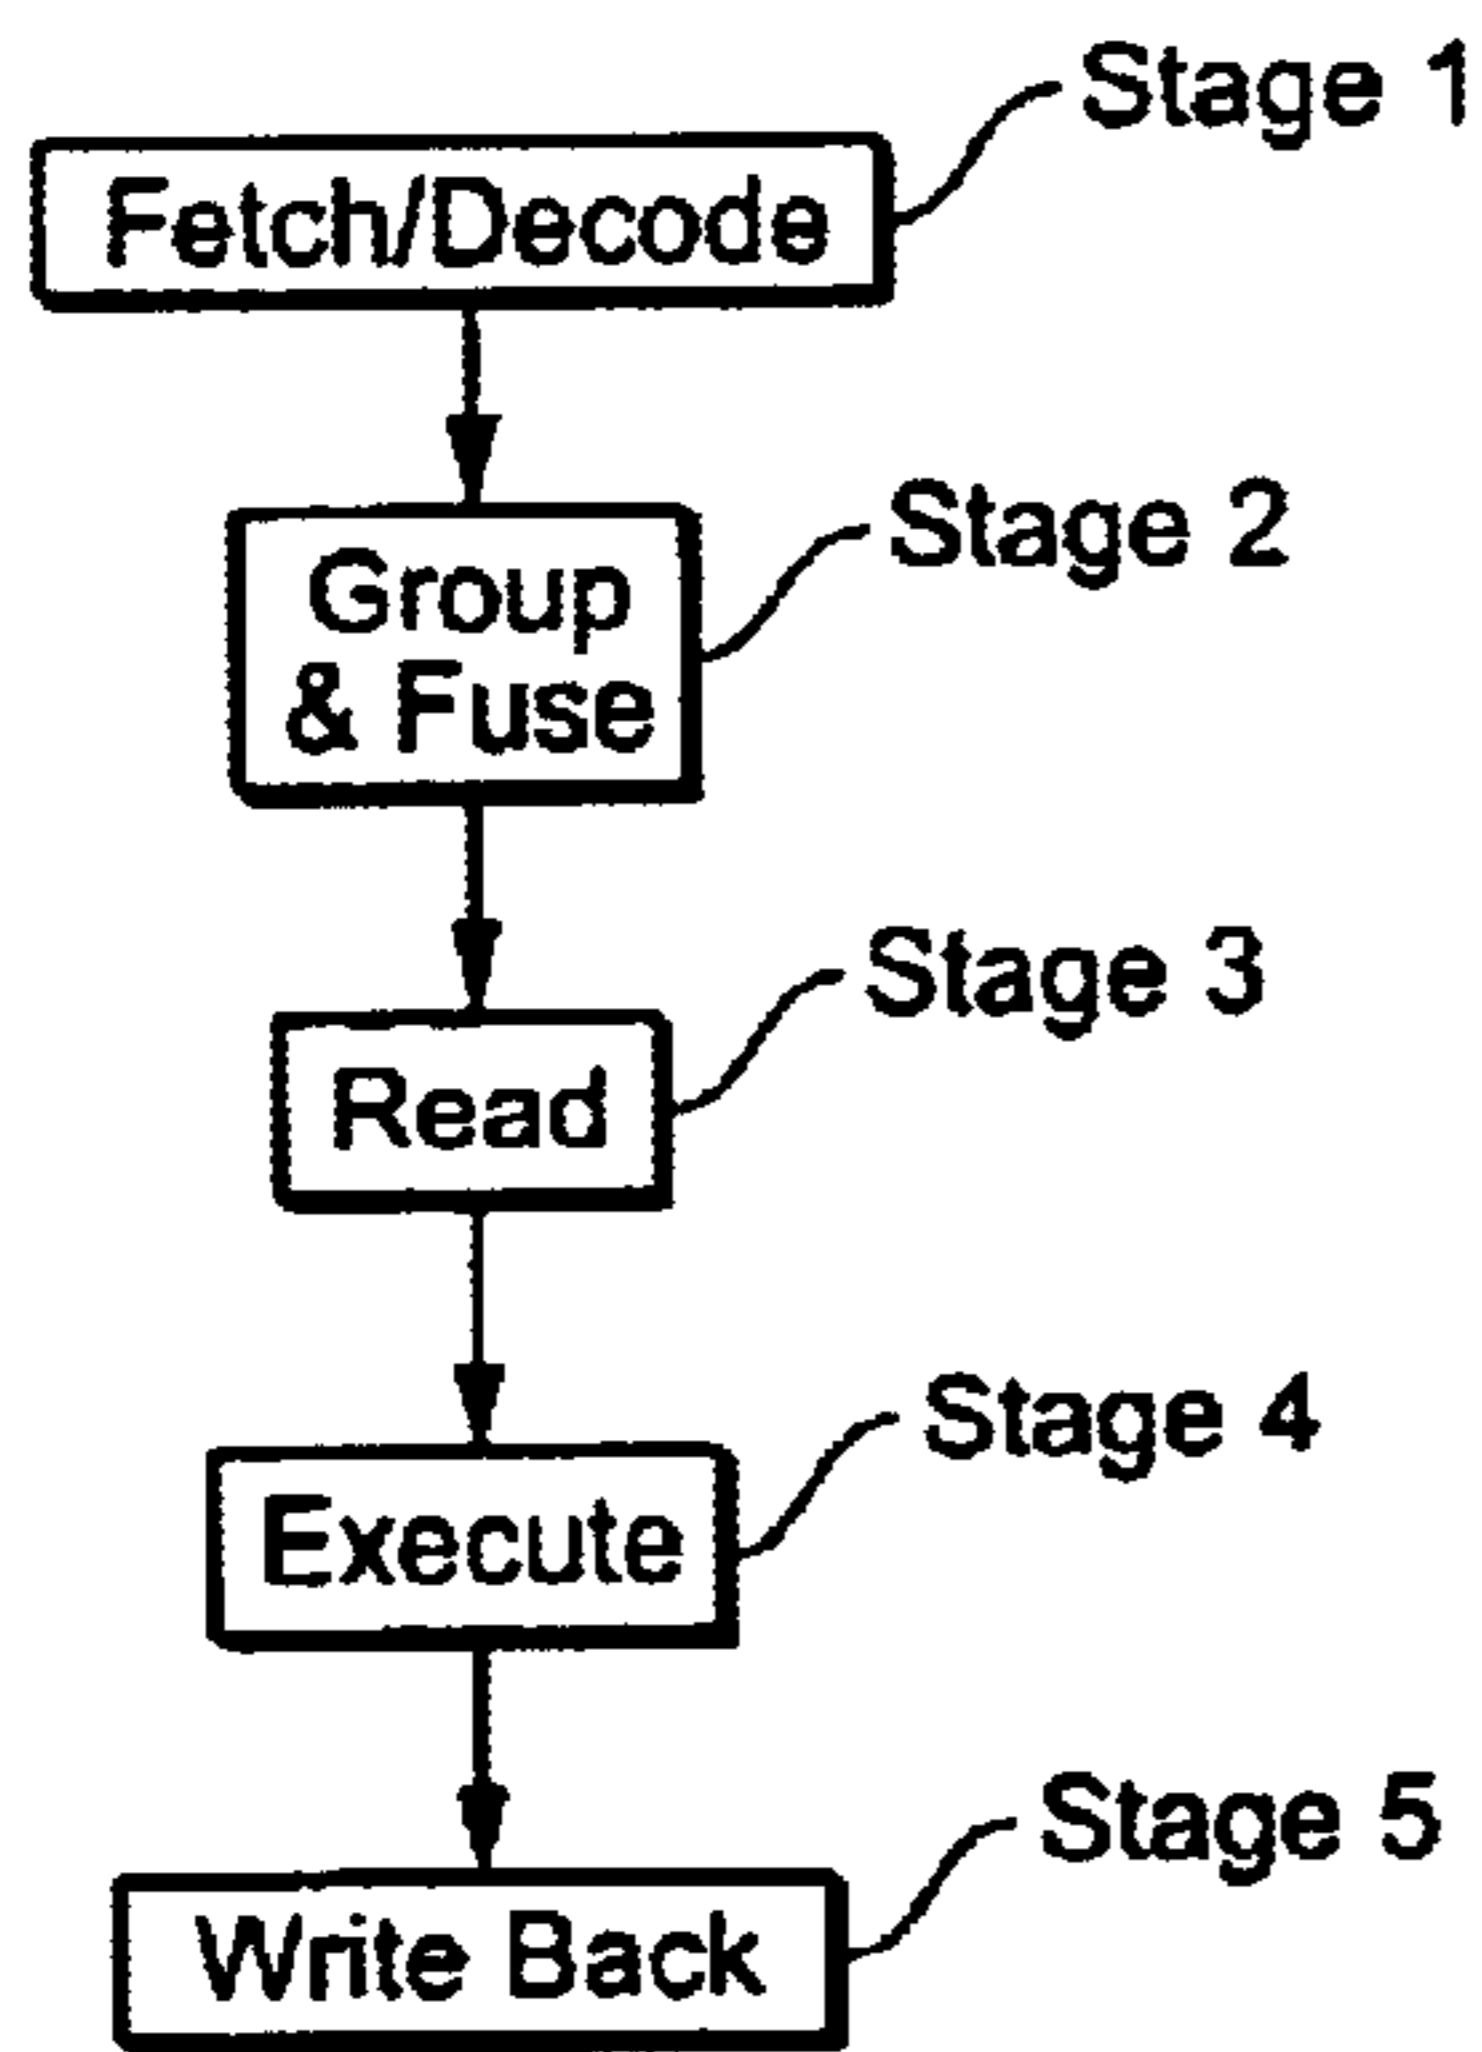 Stage 1
Fetch/Decode
Stage 2
Group
& Fuse
Stage 3
Read
Stage 4
Execute
Stage 5
Write Back